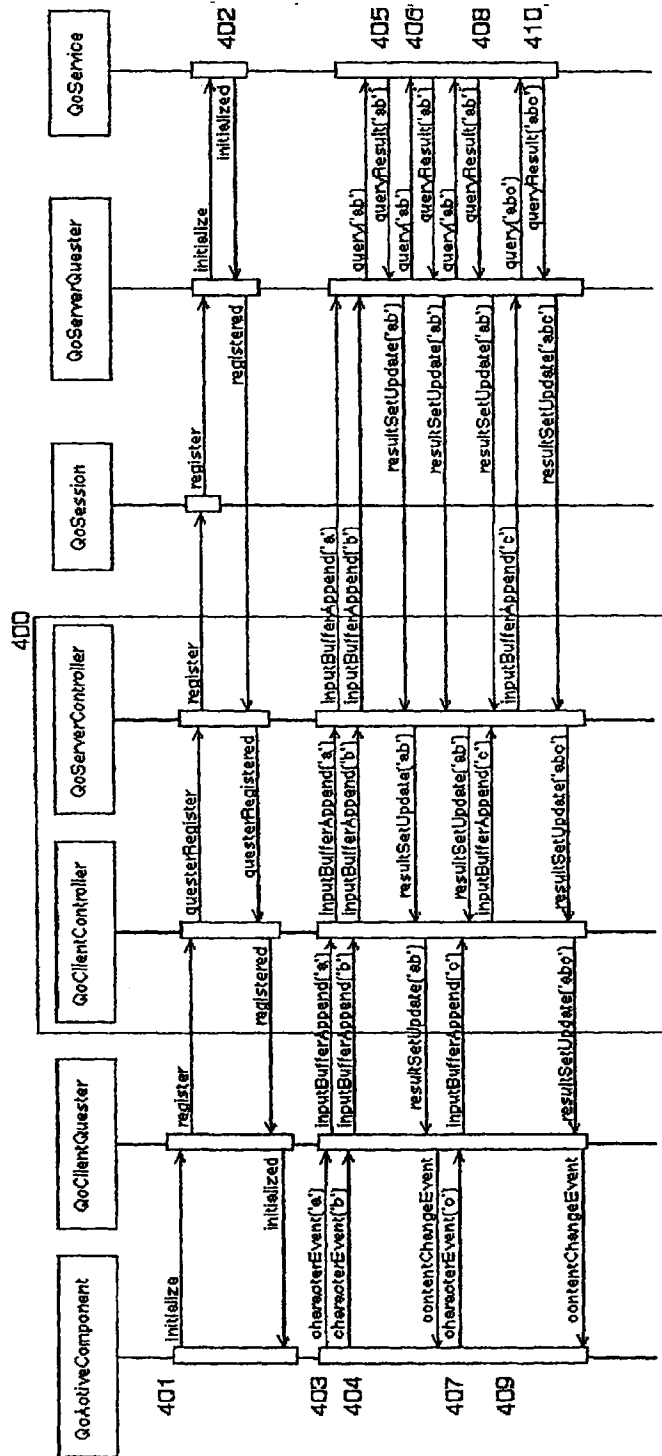 400
QoActiveComponent
QoClientQuester
QoClientController
QoServerController
QoSession
QoServerQuester
QoService
401
initialize
register
questerRegister
register
register
initialize
402
initialized
registered
questerRegistered
registered
initialized
403
characterEvent('a')
inputBufferAppend('a')
inputBufferAppend('a')
inputBufferAppend('a')
404
characterEvent('b')
inputBufferAppend('b')
inputBufferAppend('b')
inputBufferAppend('b')
query('ab')
405
queryResult('ab')
resultSetUpdate('ab')
resultSetUpdate('ab')
resultSetUpdate('ab')
contentChangeEvent
query('ab')
406
queryResult('ab')
resultSetUpdate('ab')
resultSetUpdate('ab')
407
characterEvent('c')
inputBufferAppend('c')
inputBufferAppend('c')
inputBufferAppend('c')
query('ab')
408
queryResult('ab')
resultSetUpdate('ab')
409
query('abc')
410
queryResult('abc')
resultSetUpdate('abc')
resultSetUpdate('abc')
resultSetUpdate('abc')
contentChangeEvent